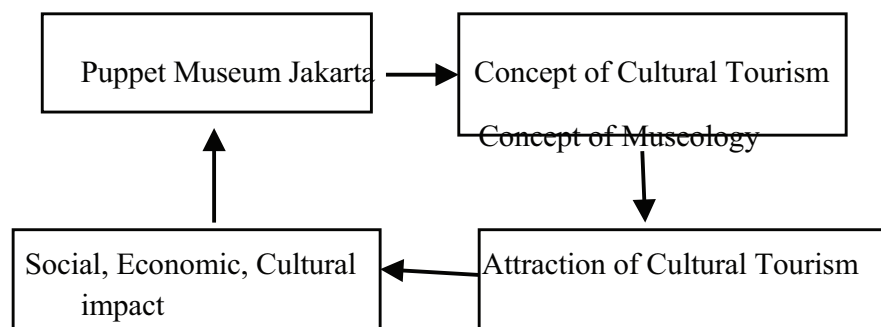 Puppet Museum Jakarta
Concept of Cultural Tourism
Concept of Museology
Social, Economic, Cultural
impact
Attraction of Cultural Tourism